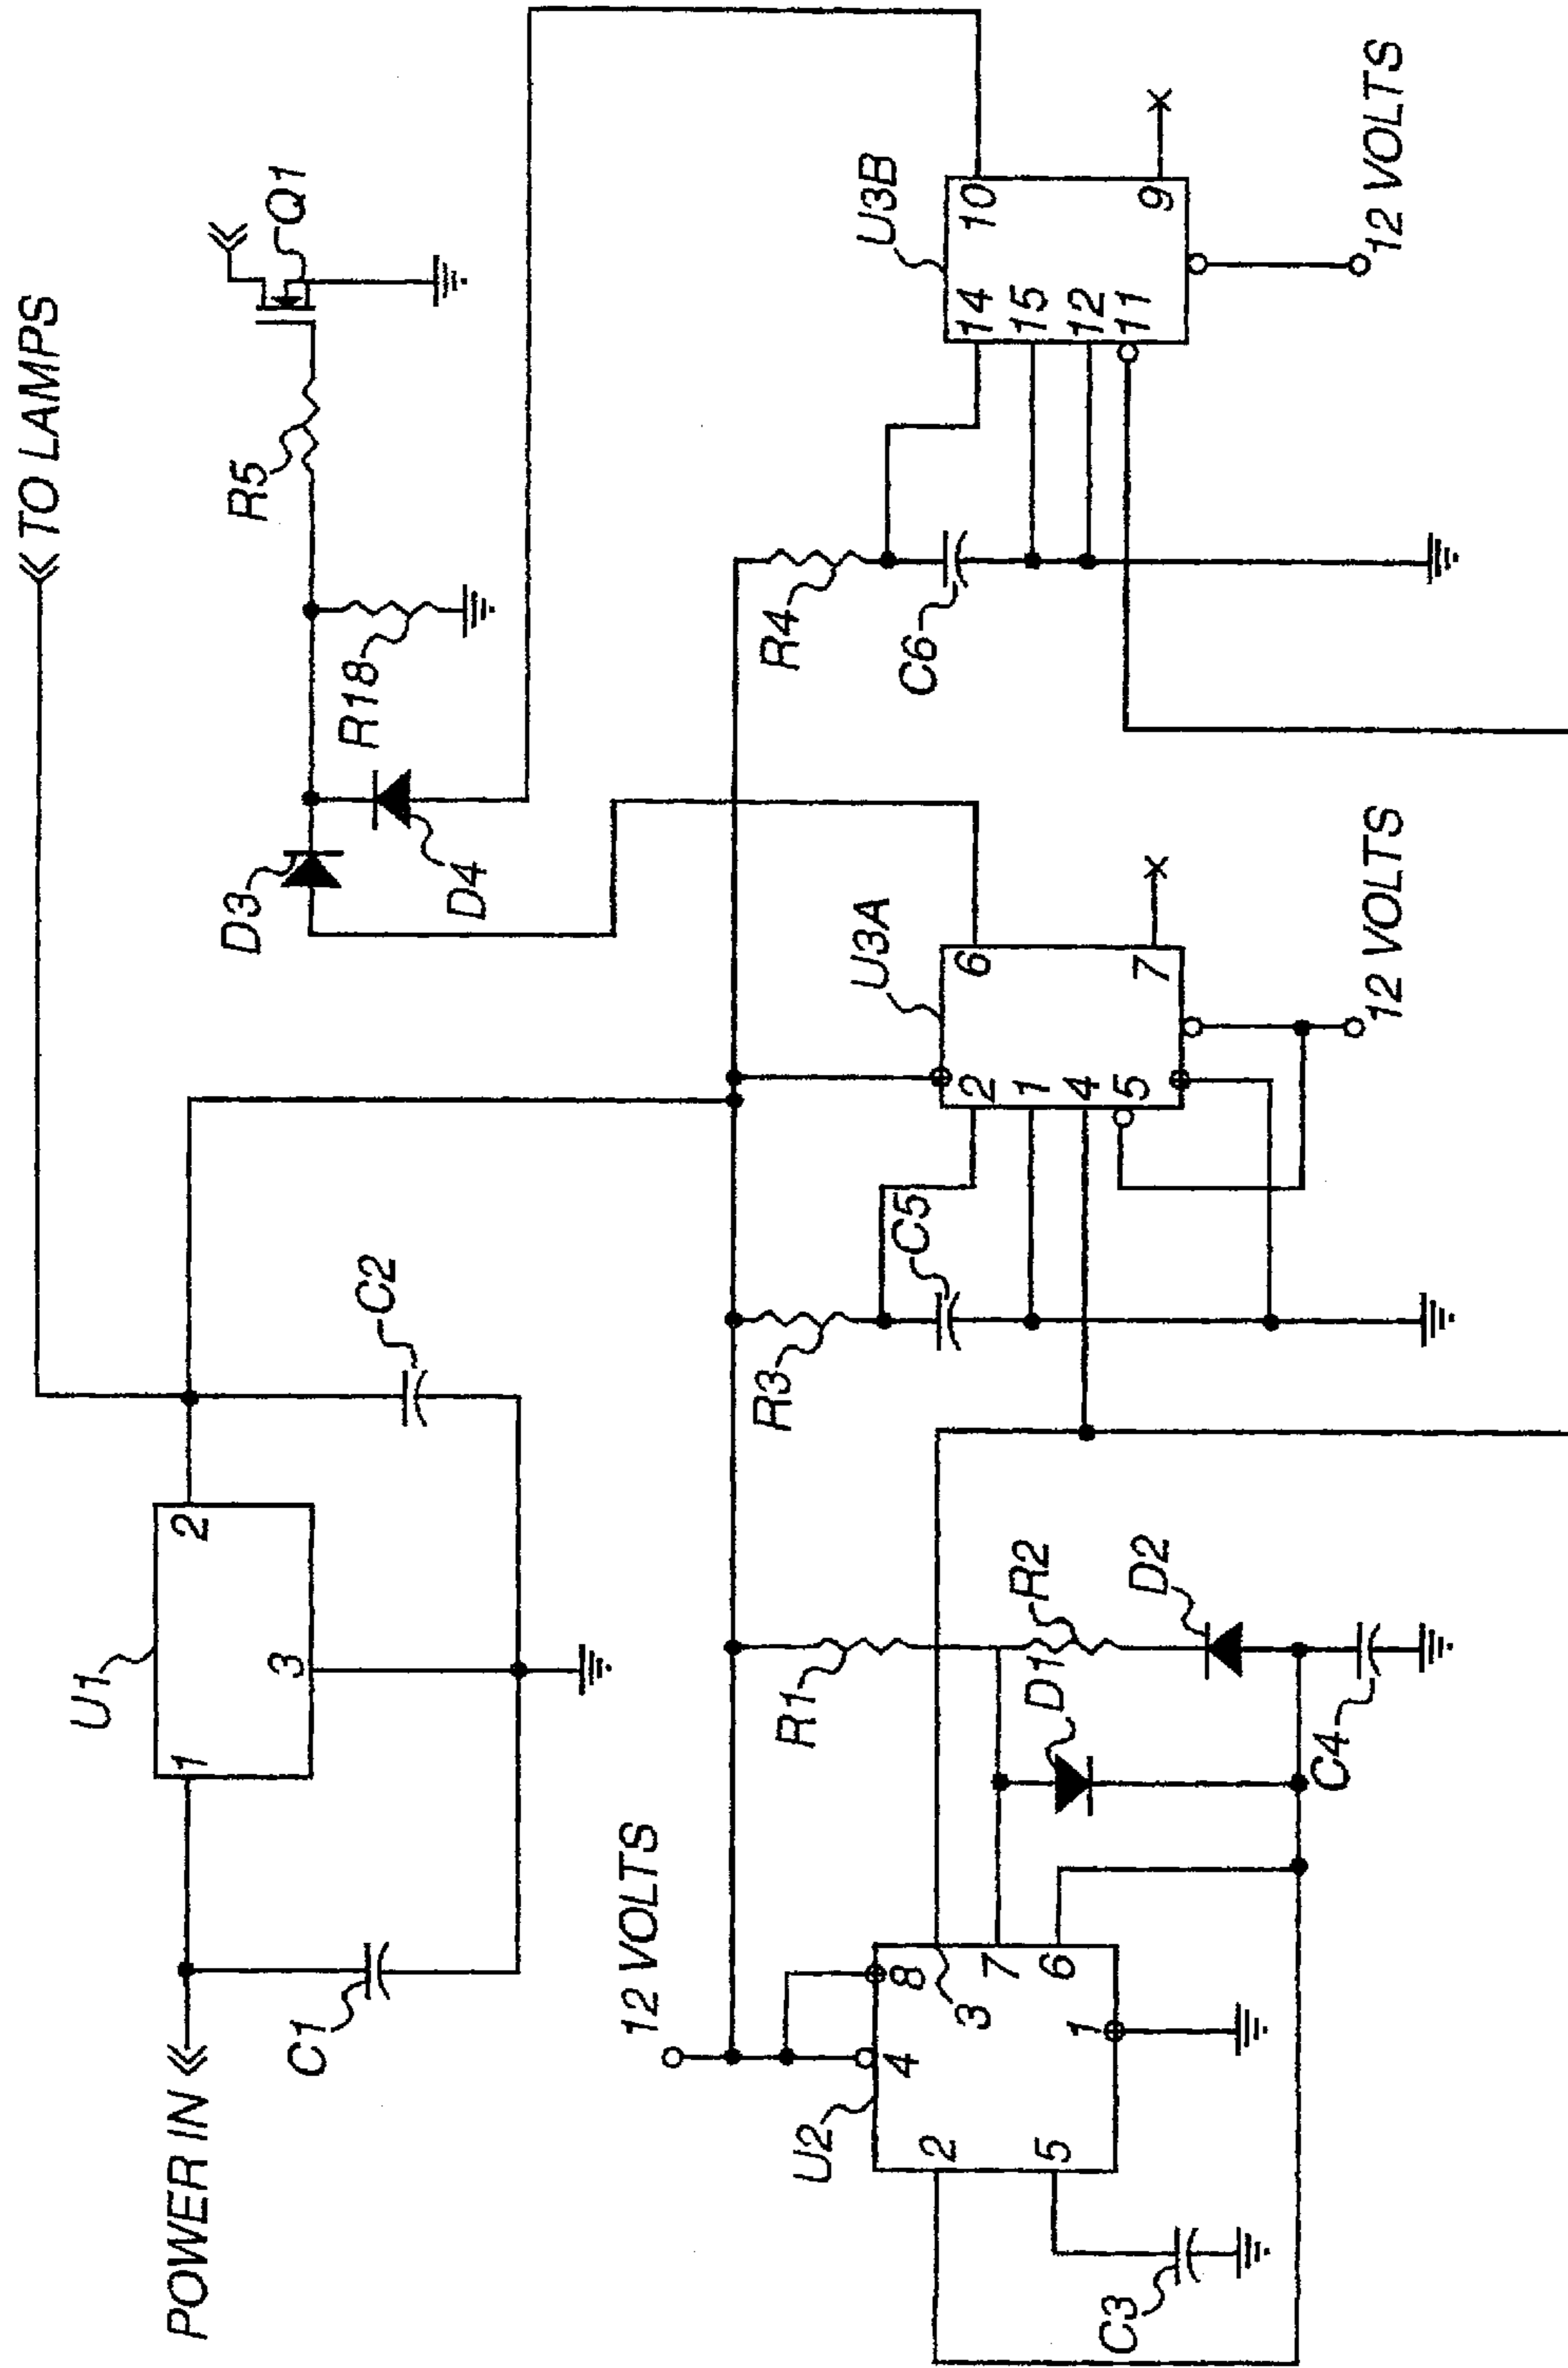 TO LAMPS
POWER IN
U1
1
2
3
C1
C2
R5
Q1
D3
R18
D4
12 VOLTS
U2
4
8
3
7
6
2
5
1
C3
R1
D1
R2
D2
C4
R3
C5
U3A
2
1
4
5
6
7
12 VOLTS
R4
C6
U3B
14
15
12
11
10
9
12 VOLTS